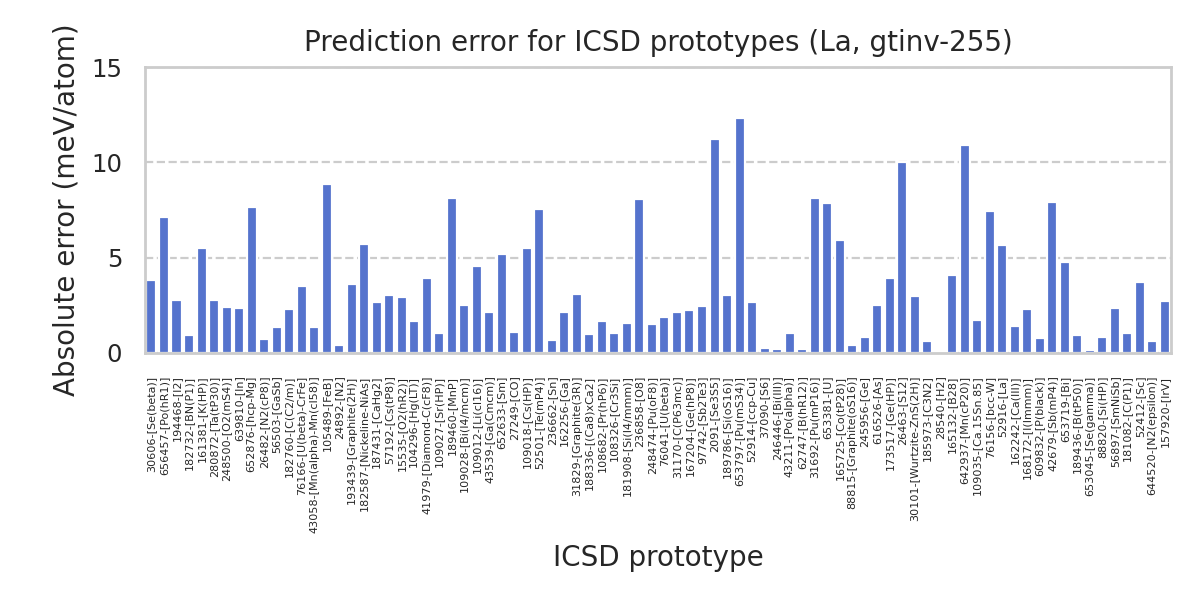 Prediction error for ICSD prototypes (La, gtinv-255)
Absolute error (meV/atom)
15
10
5
0
30606-[Se(beta)]
656457-[Po(hR1)]
194468-[I2]
182732-[BN(P1)]
161381-[K(HP)]
280872-[Ta(tP30)]
248500-[O2(mS4)]
639810-[In]
652876-[hcp-Mg]
26482-[N2(cP8)]
56503-[GaSb]
182760-[C(C2/m)]
76166-[U(beta)-CrFe]
43058-[Mn(alpha)-Mn(cI58)]
105489-[FeB]
24892-[N2]
193439-[Graphite(2H)]
182587-[Nickeline-NiAs]
187431-[CaHg2]
57192-[Cs(tP8)]
15535-[O2(hR2)]
104296-[Hg(LT)]
41979-[Diamond-C(cF8)]
109027-[Sr(HP)]
189460-[MnP]
109028-[Bi(I4/mcm)]
109012-[Li(cI16)]
43539-[Ga(Cmcm)]
652633-[Sm]
27249-[CO]
109018-[Cs(HP)]
52501-[Te(mP4)]
236662-[Sn]
162256-[Ga]
31829-[Graphite(3R)]
188336-[(Ca8)xCa2]
108682-[Pr(hP6)]
108326-[Cr3Si]
181908-[Si(I4/mmm)]
236858-[O8]
248474-[Pu(oF8)]
76041-[U(beta)]
31170-[C(P63mc)]
167204-[Ge(hP8)]
97742-[Sb2Te3]
2091-[Se3S5]
189786-[Si(oS16)]
653797-[Pu(mS34)]
52914-[ccp-Cu]
37090-[S6]
246446-[Bi(III)]
43211-[Po(alpha)]
62747-[B(hR12)]
31692-[Pu(mP16)]
653381-[U]
165725-[Co(tP28)]
88815-[Graphite(oS16)]
245956-[Ge]
616526-[As]
173517-[Ge(HP)]
26463-[S12]
30101-[Wurtzite-ZnS(2H)]
185973-[C3N2]
28540-[H2]
165132-[B28]
642937-[Mn(cP20)]
109035-[Ca.15Sn.85]
76156-[bcc-W]
52916-[La]
162242-[Ca(III)]
168172-[I(Immm)]
609832-[P(black)]
42679-[Sb(mP4)]
653719-[Bi]
189436-[B(tP50)]
653045-[Se(gamma)]
88820-[Si(HP)]
56897-[SmNiSb]
181082-[C(P1)]
52412-[Sc]
644520-[N2(epsilon)]
157920-[IrV]
ICSD prototype